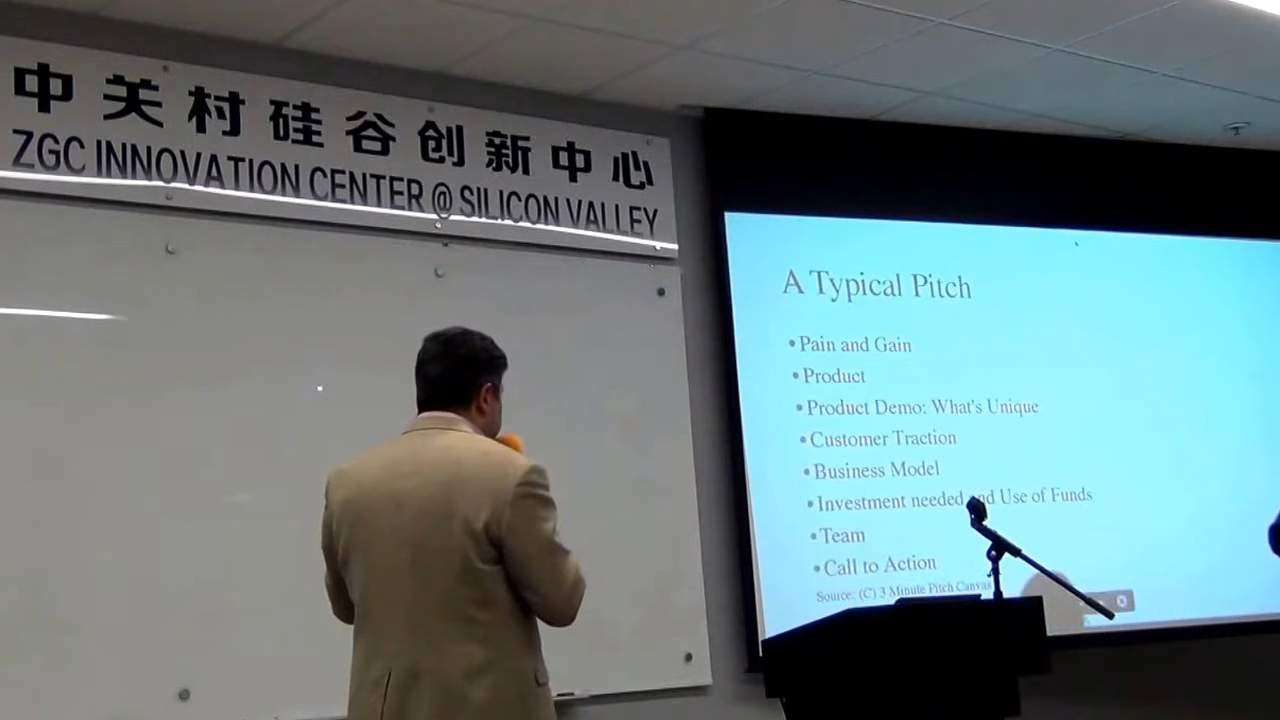 中关村硅谷创新中心
ZGC INNOVATION CENTER @ SILICON VALLEY
A Typical Pitch
•Pain and Gain
•Product
•Product Demo: What's Unique
•Customer Traction
•Business Model
•Investment needed and Use of Funds
•Team
•Call to Action
Source: (C) 3 Minute Pitch Canvas